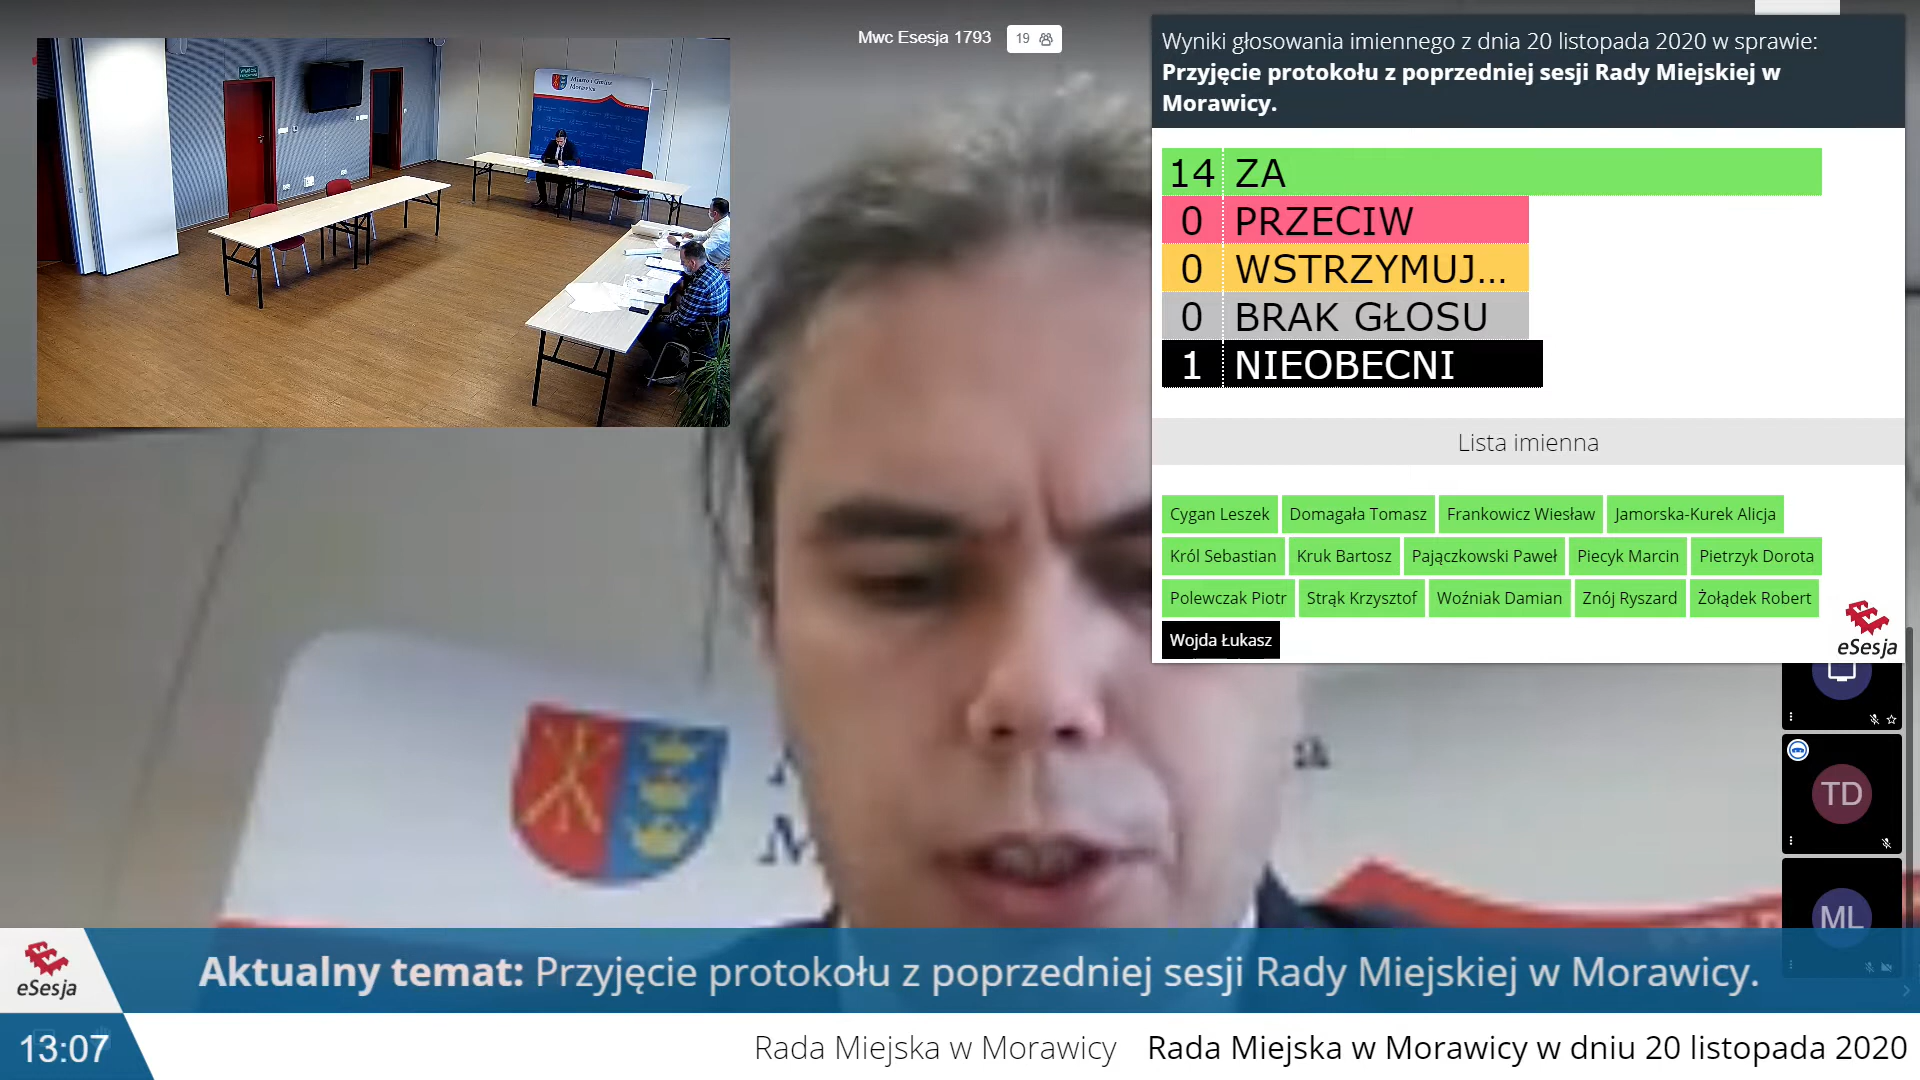 Mwc Esesja 1793
19
Miasto i Gmina
Morawica
Wyniki głosowania imiennego z dnia 20 listopada 2020 w sprawie:
Przyjęcie protokołu z poprzedniej sesji Rady Miejskiej w
Morawicy.
14 ZA
0 PRZECIW
0 WSTRZYMUJ...
0 BRAK GŁOSU
1 NIEOBECNI
Lista imienna
Cygan Leszek Domagała Tomasz Frankowicz Wiesław Jamorska-Kurek Alicja
Król Sebastian Kruk Bartosz Pajączkowski Paweł Piecyk Marcin Pietrzyk Dorota
Polewczak Piotr Strąk Krzysztof Woźniak Damian Znój Ryszard Żołądek Robert
Wojda Łukasz
eSesja
TD
ML
eSesja
Aktualny temat: Przyjęcie protokołu z poprzedniej sesji Rady Miejskiej w Morawicy.
13:07
Rada Miejska w Morawicy Rada Miejska w Morawicy w dniu 20 listopada 2020